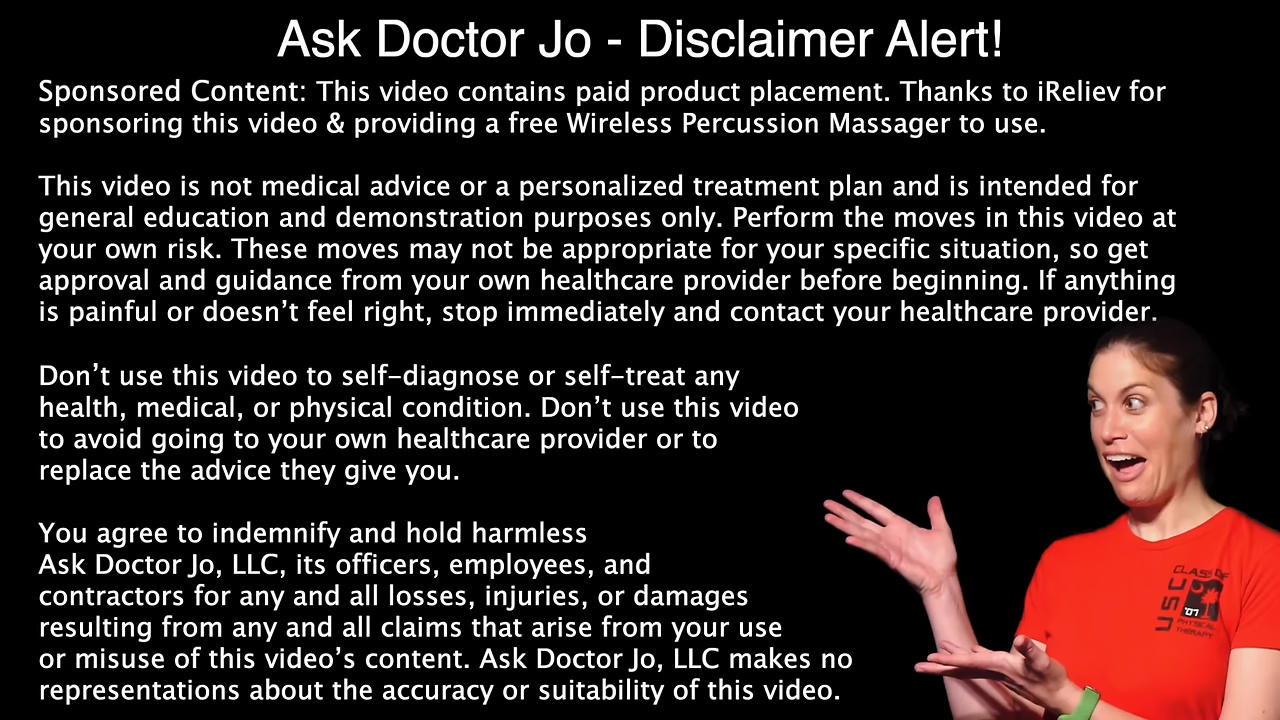 Ask Doctor Jo - Disclaimer Alert!
Sponsored Content: This video contains paid product placement. Thanks to iReliev for
sponsoring this video & providing a free Wireless Percussion Massager to use.
This video is not medical advice or a personalized treatment plan and is intended for
general education and demonstration purposes only. Perform the moves in this video at
your own risk. These moves may not be appropriate for your specific situation, so get
approval and guidance from your own healthcare provider before beginning. If anything
is painful or doesn’t feel right, stop immediately and contact your healthcare provider.
Don’t use this video to self–diagnose or self–treat any
health, medical, or physical condition. Don’t use this video
to avoid going to your own healthcare provider or to
replace the advice they give you.
You agree to indemnify and hold harmless
Ask Doctor Jo, LLC, its officers, employees, and
contractors for any and all losses, injuries, or damages
resulting from any and all claims that arise from your use
or misuse of this video’s content. Ask Doctor Jo, LLC makes no
representations about the accuracy or suitability of this video.
CLASS OF
USC
'07
PHYSICAL
THERAPY